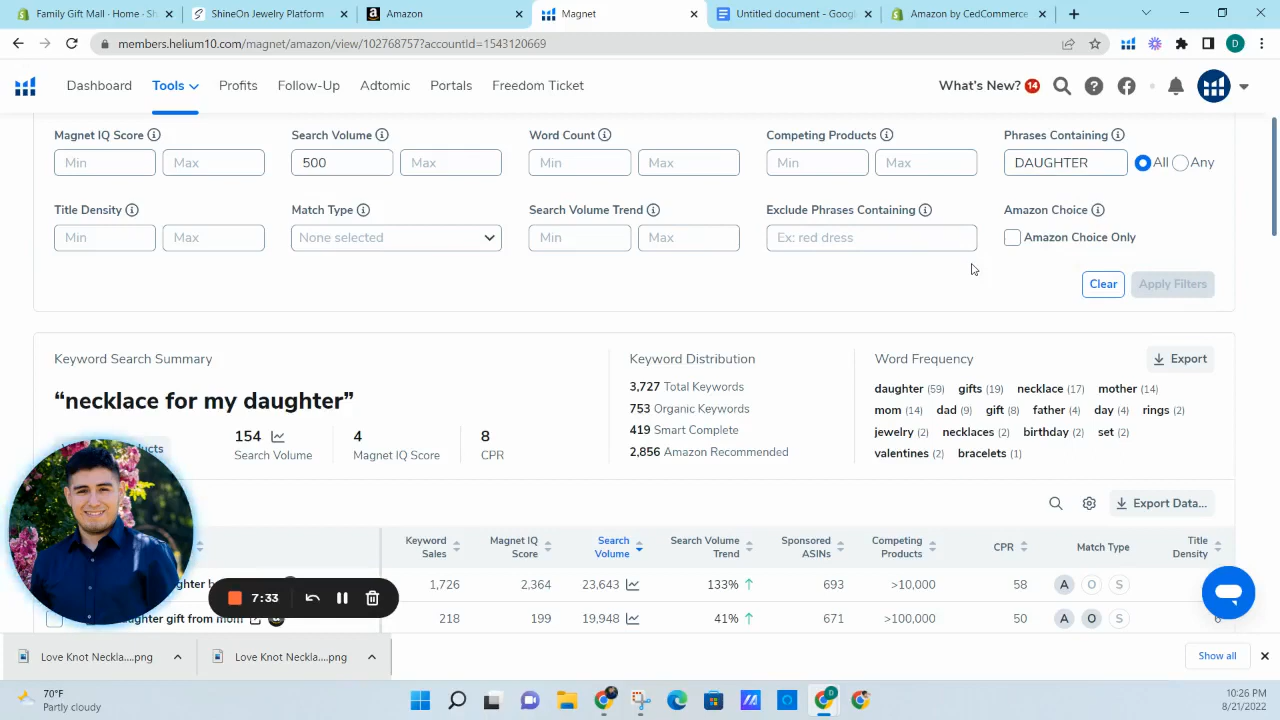 Family Gift Mall · Home · Sh
ShineOn Jewelry Platform
Amazon
Magnet
Untitled document - Googl
Amazon by CedCommerce
members.helium10.com/magnet/amazon/view/102768757?accountId=1543120669
Dashboard Tools Profits Follow-Up Adtomic Portals Freedom Ticket What's New? 14
Magnet IQ Score Search Volume Word Count Competing Products Phrases Containing
Min Max 500 Max Min Max Min Max DAUGHTER All Any
Title Density Match Type Search Volume Trend Exclude Phrases Containing Amazon Choice
Min Max None selected Min Max Ex: red dress Amazon Choice Only
Clear Apply Filters
Keyword Search Summary
“necklace for my daughter”
154 4 8
Search Volume Magnet IQ Score CPR
Keyword Distribution
3,727 Total Keywords
753 Organic Keywords
419 Smart Complete
2,856 Amazon Recommended
Word Frequency Export
daughter (59) gifts (19) necklace (17) mother (14)
mom (14) dad (9) gift (8) father (4) day (4) rings (2)
jewelry (2) necklaces (2) birthday (2) set (2)
valentines (2) bracelets (1)
Export Data...
Keyword Sales Magnet IQ Score Search Volume Search Volume Trend Sponsored ASINs Competing Products CPR Match Type Title Density
1,726 2,364 23,643 133% 693 >10,000 58 A O S
ghter gift from mom 218 199 19,948 41% 671 >100,000 50 A O S
7:33
Love Knot Neckla....png Love Knot Neckla....png Show all
70°F
Partly cloudy
10:26 PM
8/21/2022